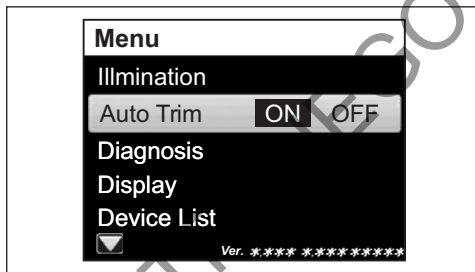 Menu
Illmination
Auto Trim ON OFF
Diagnosis
Display
Device List
Ver. *.*** *.*********